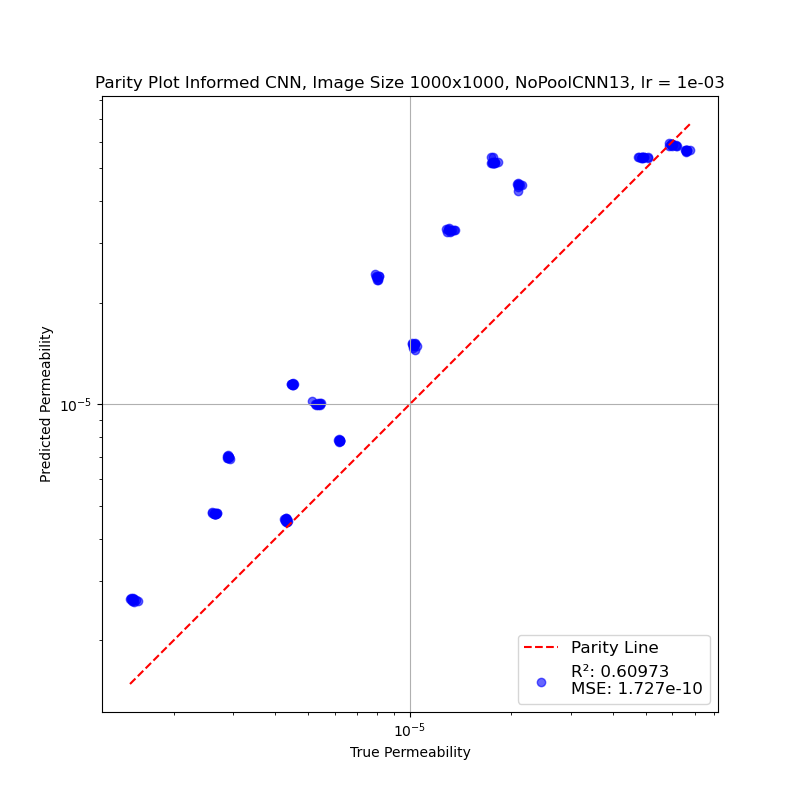 Parity Plot Informed CNN, Image Size 1000x1000, NoPoolCNN13, lr = 1e-03
Predicted Permeability
10⁻⁵
10⁻⁵
True Permeability
Parity Line
R²: 0.60973
MSE: 1.727e-10